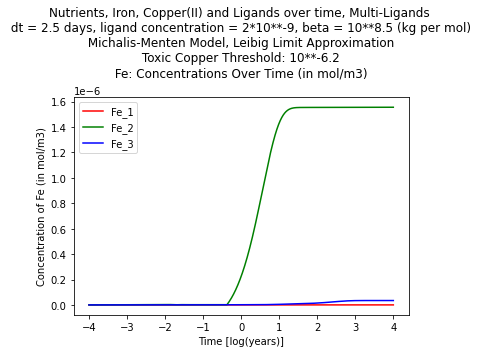 Nutrients, Iron, Copper(II) and Ligands over time, Multi-Ligands
dt = 2.5 days, ligand concentration = 2*10**-9, beta = 10**8.5 (kg per mol)
Michalis-Menten Model, Leibig Limit Approximation
Toxic Copper Threshold: 10**-6.2
Fe: Concentrations Over Time (in mol/m3)
1e−6
1.6
1.4
1.2
1.0
0.8
0.6
0.4
0.2
0.0
Concentration of Fe (in mol/m3)
Fe_1
Fe_2
Fe_3
−4 −3 −2 −1 0 1 2 3 4
Time [log(years)]